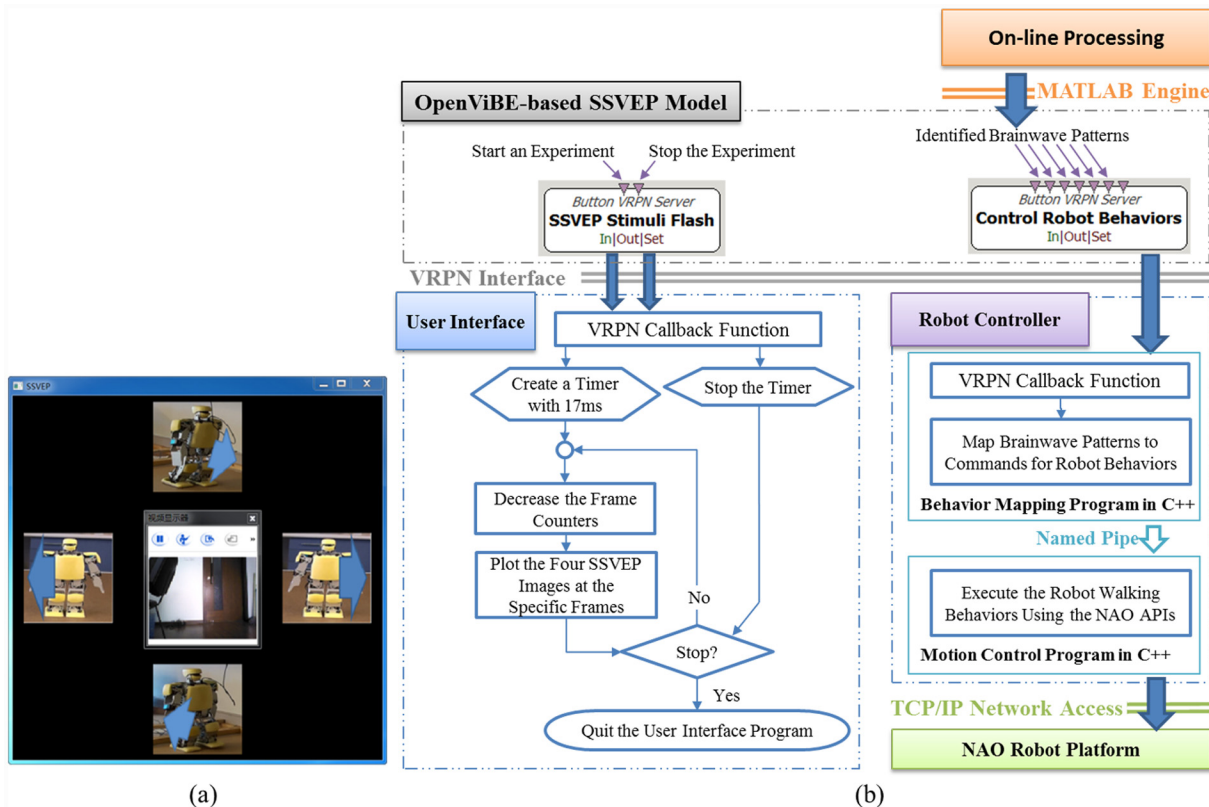 On-line Processing
MATLAB Engine
OpenViBE-based SSVEP Model
Start an Experiment
Stop the Experiment
Identified Brainwave Patterns
Button VRPN Server
SSVEP Stimuli Flash
In|Out|Set
Button VRPN Server
Control Robot Behaviors
In|Out|Set
VRPN Interface
User Interface
VRPN Callback Function
Create a Timer
with 17ms
Stop the Timer
Decrease the Frame
Counters
Plot the Four SSVEP
Images at the
Specific Frames
No
Stop?
Yes
Quit the User Interface Program
Robot Controller
VRPN Callback Function
Map Brainwave Patterns to
Commands for Robot Behaviors
Behavior Mapping Program in C++
Named Pipe
Execute the Robot Walking
Behaviors Using the NAO APIs
Motion Control Program in C++
TCP/IP Network Access
NAO Robot Platform
SSVEP
视频显示器
(a)
(b)